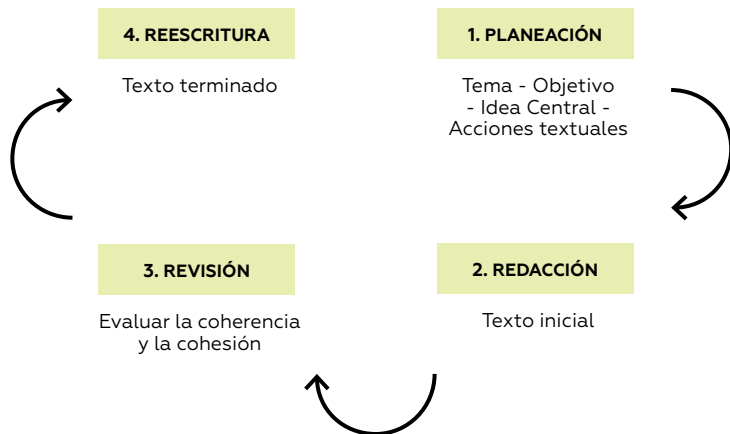 4. REESCRITURA
Texto terminado
1. PLANEACIÓN
Tema - Objetivo
- Idea Central -
Acciones textuales
3. REVISIÓN
Evaluar la coherencia
y la cohesión
2. REDACCIÓN
Texto inicial